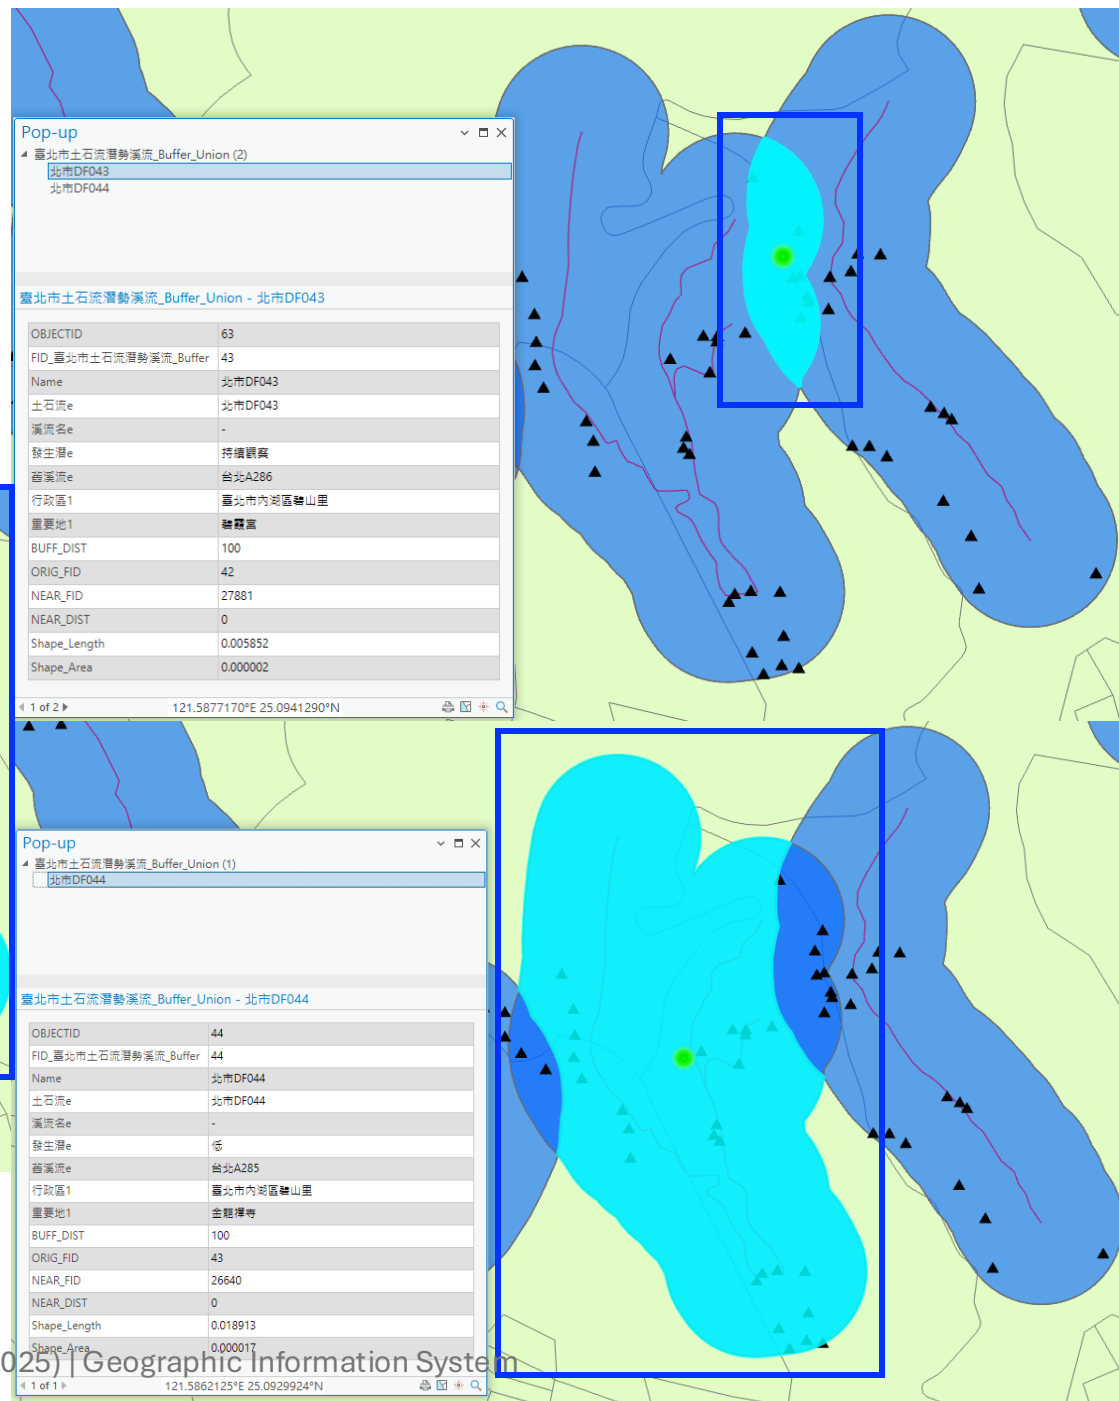 Pop-up
臺北市土石流潛勢溪流_Buffer_Union (2)
北市DF043
北市DF044
臺北市土石流潛勢溪流_Buffer_Union - 北市DF043
OBJECTID 63
FID_臺北市土石流潛勢溪流_Buffer 43
Name 北市DF043
土石流e 北市DF043
溪流名e -
發生潛e 持續觀察
舊溪流e 台北A286
行政區1 臺北市內湖區碧山里
重要地1 碧霞宮
BUFF_DIST 100
ORIG_FID 42
NEAR_FID 27881
NEAR_DIST 0
Shape_Length 0.005852
Shape_Area 0.000002
1 of 2 121.5877170°E 25.0941290°N
Pop-up
臺北市土石流潛勢溪流_Buffer_Union (1)
北市DF044
臺北市土石流潛勢溪流_Buffer_Union - 北市DF044
OBJECTID 44
FID_臺北市土石流潛勢溪流_Buffer 44
Name 北市DF044
土石流e 北市DF044
溪流名e -
發生潛e 低
舊溪流e 台北A285
行政區1 臺北市內湖區碧山里
重要地1 金龍禪寺
BUFF_DIST 100
ORIG_FID 43
NEAR_FID 26640
NEAR_DIST 0
Shape_Length 0.018913
Shape_Area 0.000017
025) | Geographic Information System
1 of 1 121.5862125°E 25.0929924°N